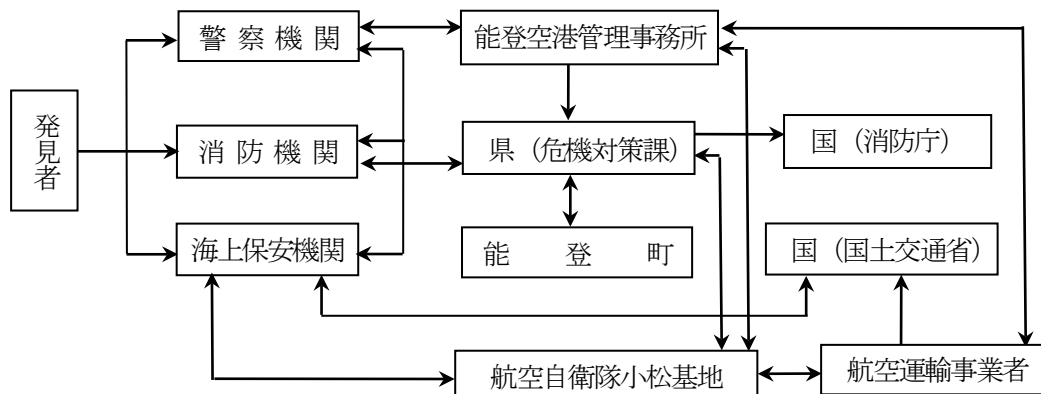 警 察 機 関
能登空港管理事務所
発見者
消 防 機 関
県（危機対策課）
国（消防庁）
海上保安機関
能 登 町
国（国土交通省）
航空自衛隊小松基地
航空運輸事業者